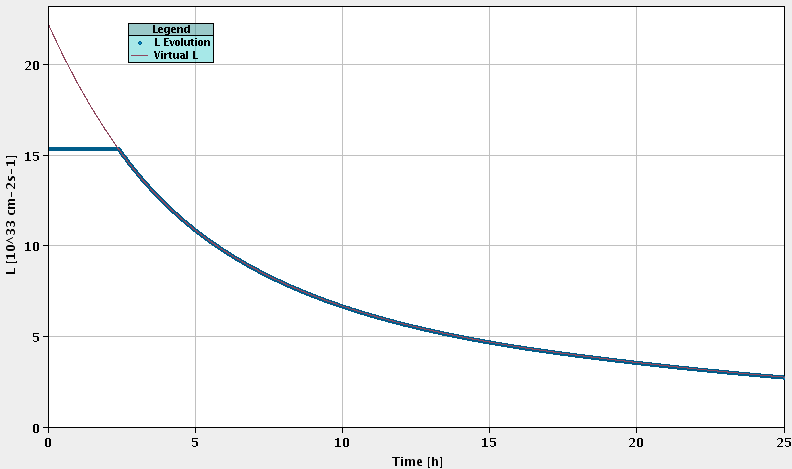 Legend
L Evolution
Virtual L
20
15
10
5
0
L [10^33 cm-2s-1]
0 5 10 15 20 25
Time [h]